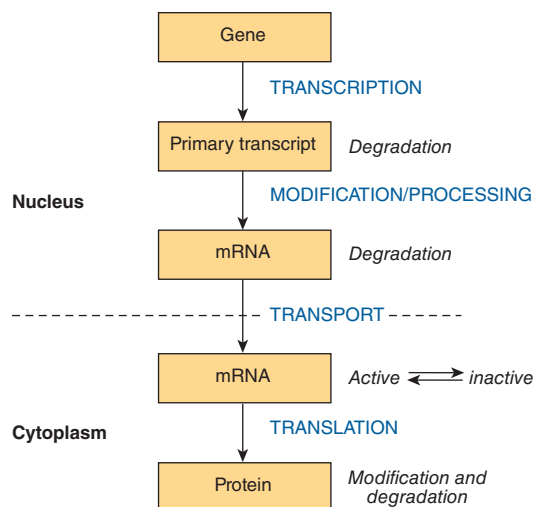 Gene
TRANSCRIPTION
Primary transcript Degradation
MODIFICATION/PROCESSING
Nucleus
mRNA Degradation
TRANSPORT
mRNA Active inactive
Cytoplasm TRANSLATION
Protein Modification and
degradation